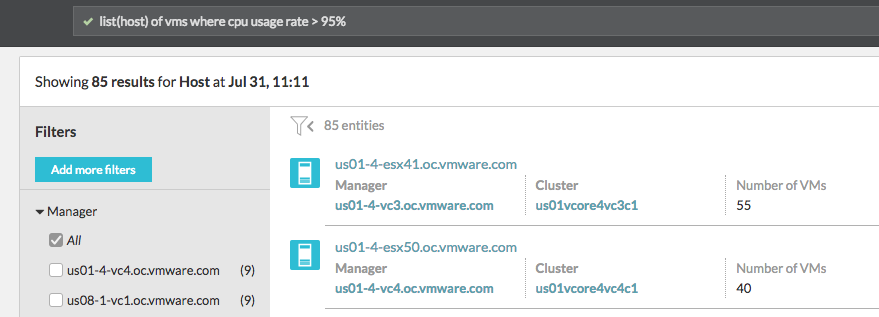 list(host) of vms where cpu usage rate > 95%
Showing 85 results for Host at Jul 31, 11:11
Filters
Add more filters
Manager
All
us01-4-vc4.oc.vmware.com (9)
us08-1-vc1.oc.vmware.com (9)
85 entities
us01-4-esx41.oc.vmware.com
Manager Cluster Number of VMs
us01-4-vc3.oc.vmware.com us01vcore4vc3c1 55
us01-4-esx50.oc.vmware.com
Manager Cluster Number of VMs
us01-4-vc4.oc.vmware.com us01vcore4vc4c1 40